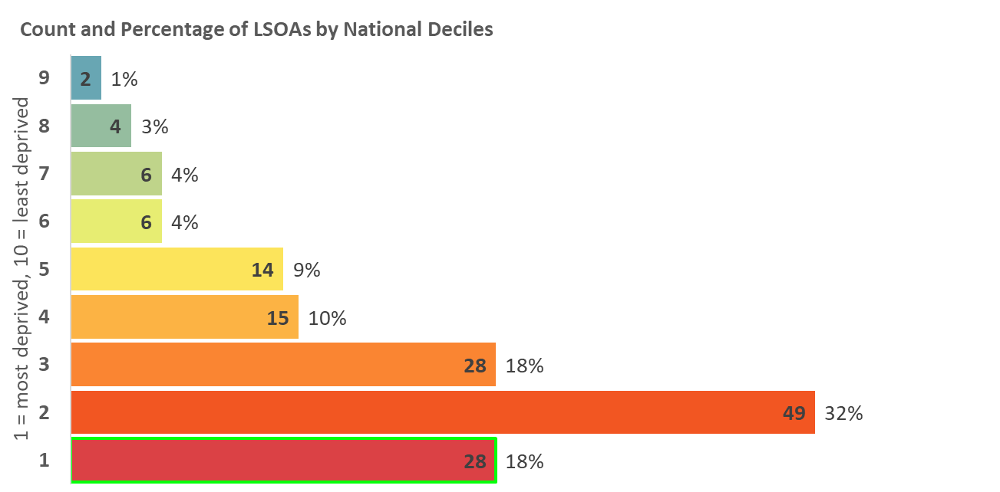 Count and Percentage of LSOAs by National Deciles
1 = most deprived, 10 = least deprived
9 2 1%
8 4 3%
7 6 4%
6 6 4%
5 14 9%
4 15 10%
3 28 18%
2 49 32%
1 28 18%